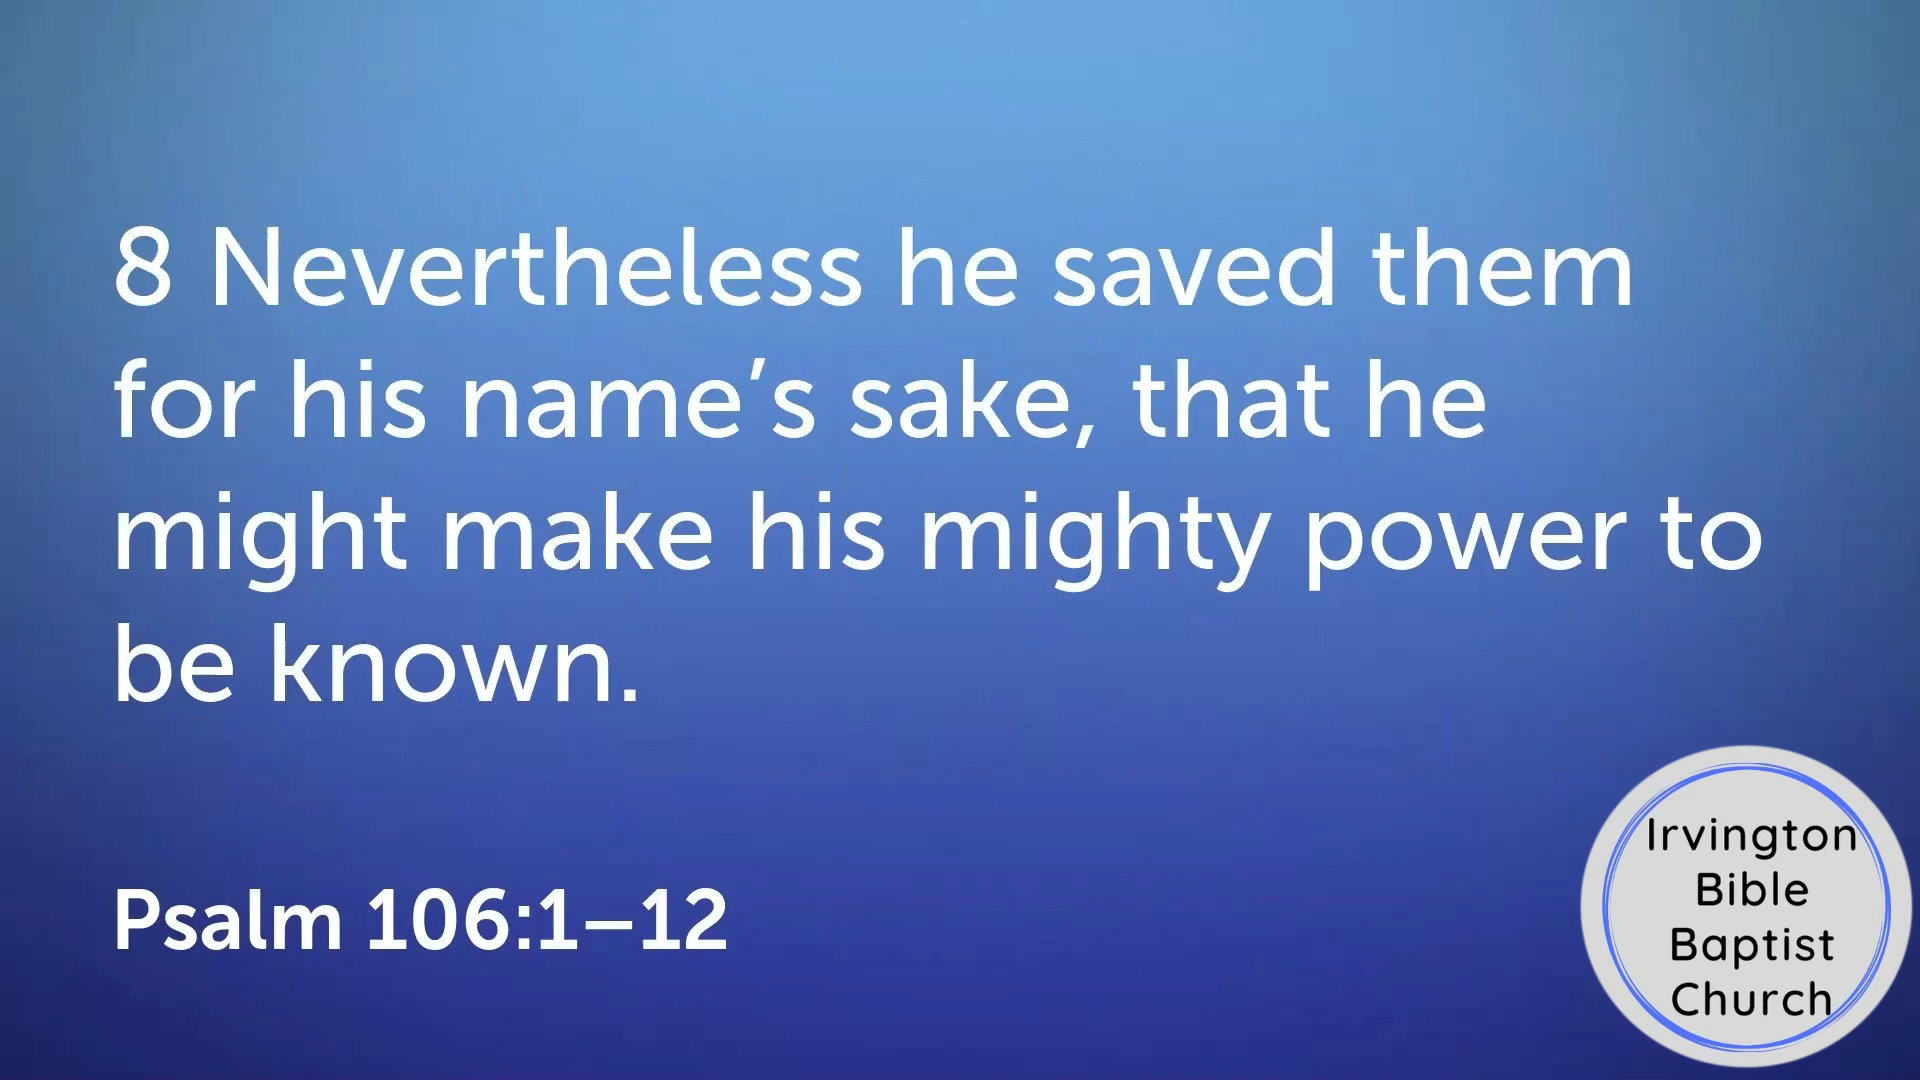 8 Nevertheless he saved them
for his name’s sake, that he
might make his mighty power to
be known.
Psalm 106:1–12
Irvington
Bible
Baptist
Church